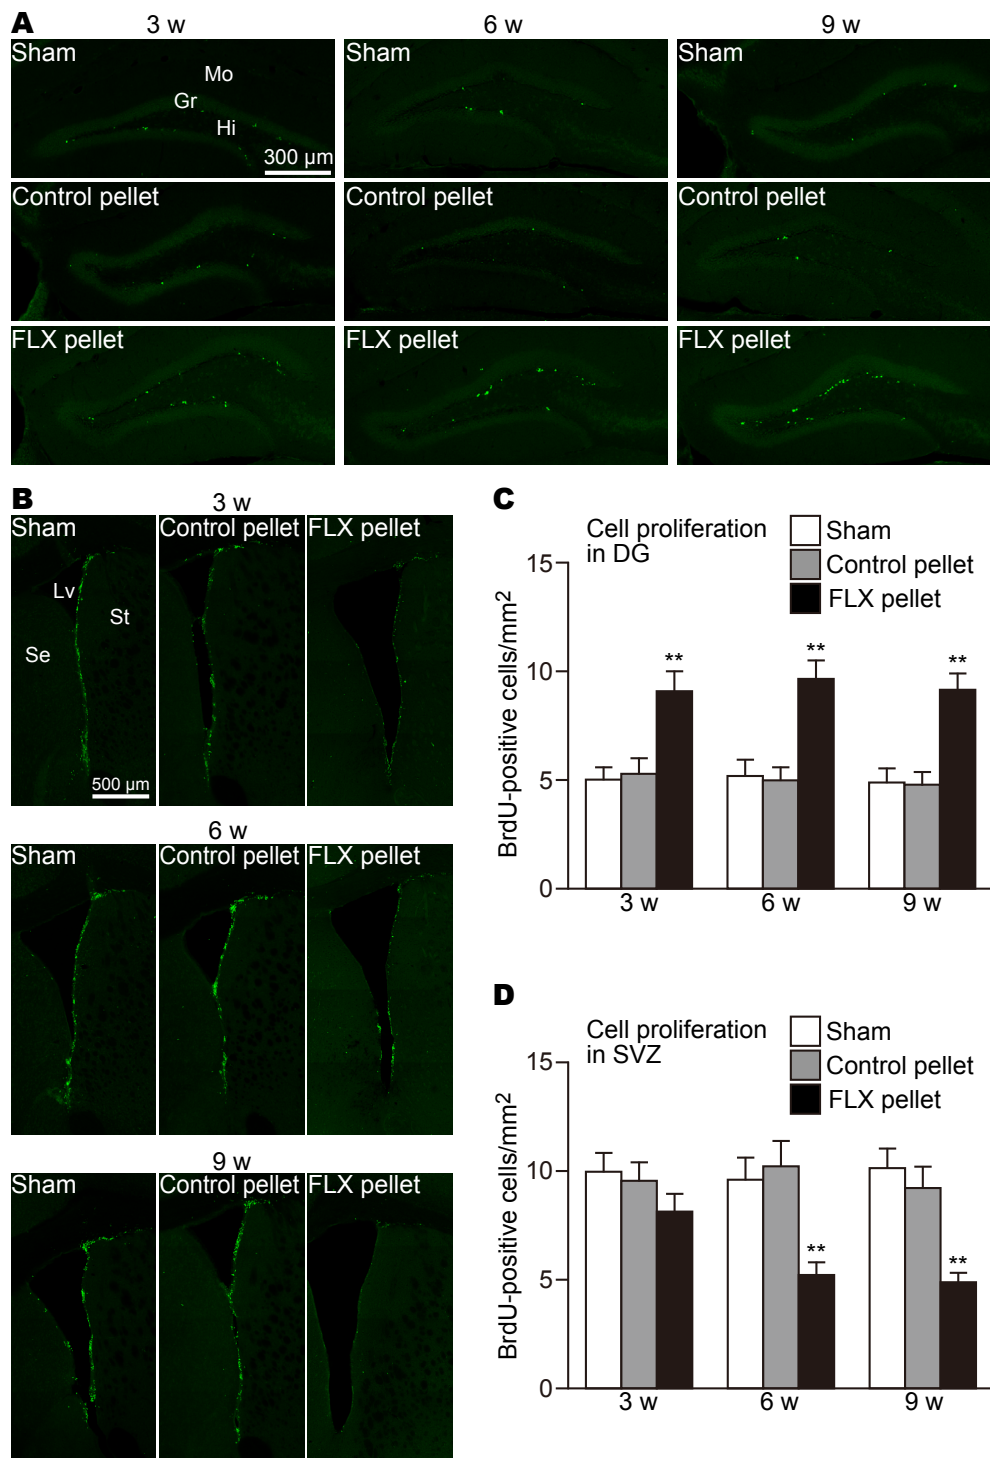 A
3 w
6 w
9 w
Sham
Sham
Sham
Mo
Gr
Hi
300 μm
Control pellet
Control pellet
Control pellet
FLX pellet
FLX pellet
FLX pellet
B
3 w
Sham
Control pellet
FLX pellet
Lv
St
Se
500 μm
6 w
Sham
Control pellet
FLX pellet
9 w
Sham
Control pellet
FLX pellet
C
Cell proliferation
in DG
Sham
Control pellet
FLX pellet
BrdU-positive cells/mm2
15
10
5
0
**
**
**
3 w
6 w
9 w
D
Cell proliferation
in SVZ
Sham
Control pellet
FLX pellet
BrdU-positive cells/mm2
15
10
5
0
**
**
3 w
6 w
9 w